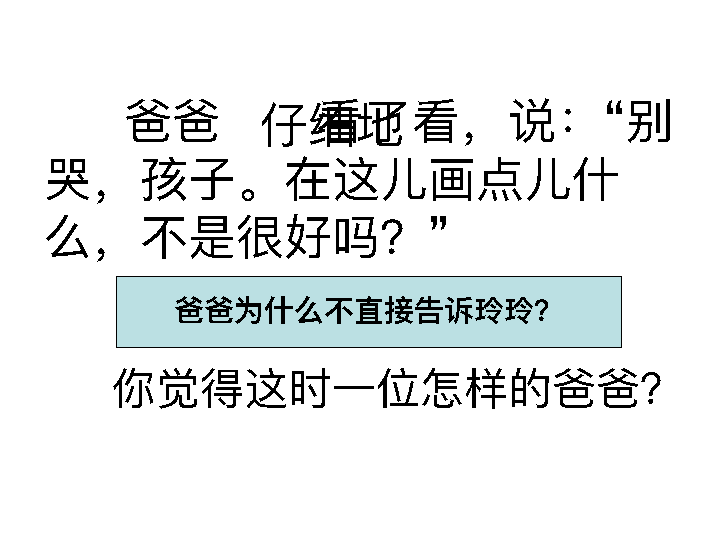 爸爸仔细地看了看，说：“别
哭，孩子。在这儿画点儿什
么，不是很好吗？”
爸爸为什么不直接告诉玲玲？
你觉得这时一位怎样的爸爸？